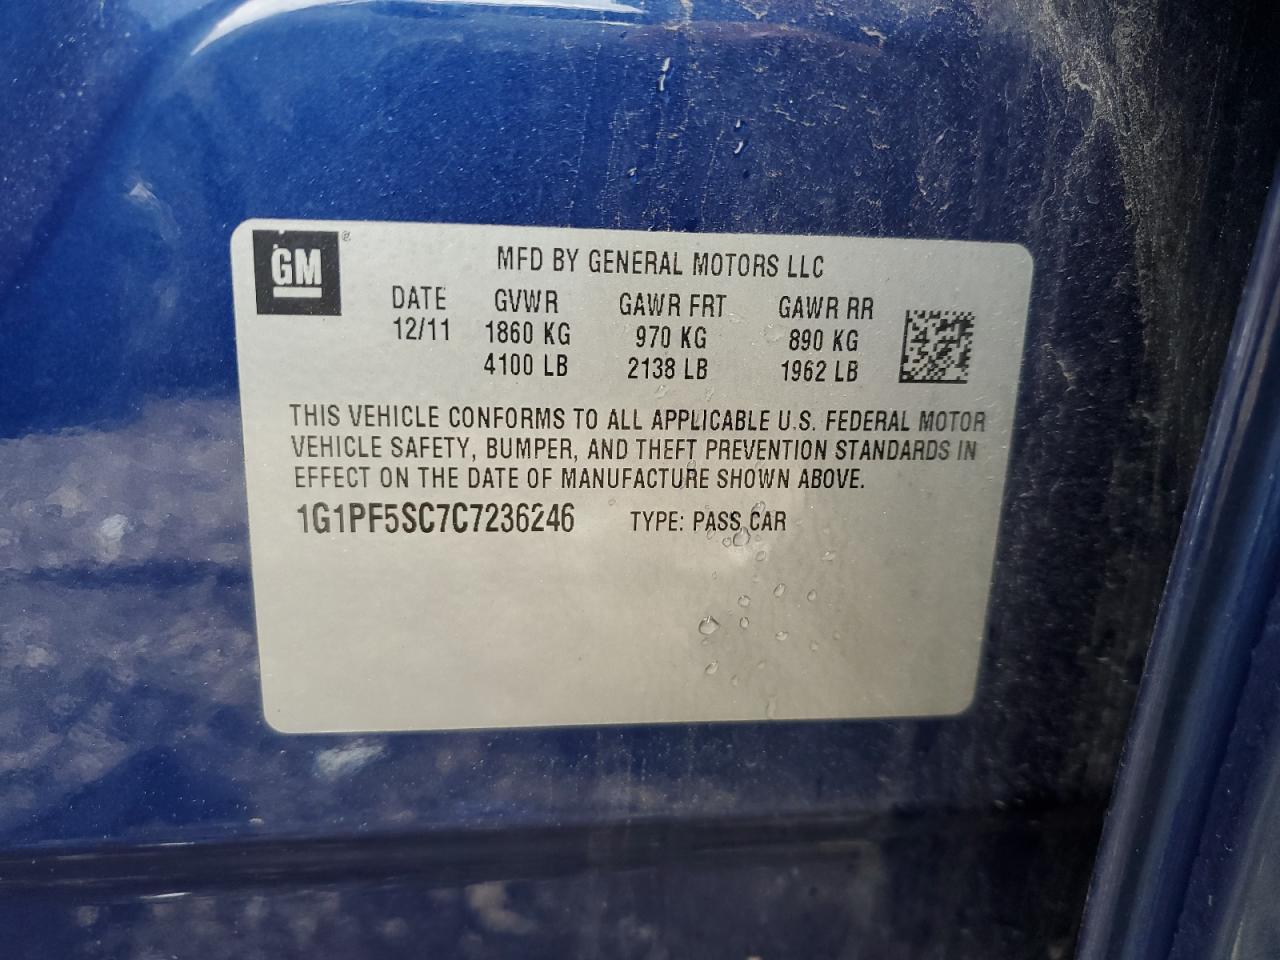 GM ®
MFD BY GENERAL MOTORS LLC
DATE GVWR GAWR FRT GAWR RR
12/11 1860 KG 970 KG 890 KG
4100 LB 2138 LB 1962 LB
THIS VEHICLE CONFORMS TO ALL APPLICABLE U.S. FEDERAL MOTOR
VEHICLE SAFETY, BUMPER, AND THEFT PREVENTION STANDARDS IN
EFFECT ON THE DATE OF MANUFACTURE SHOWN ABOVE.
1G1PF5SC7C7236246 TYPE: PASS CAR